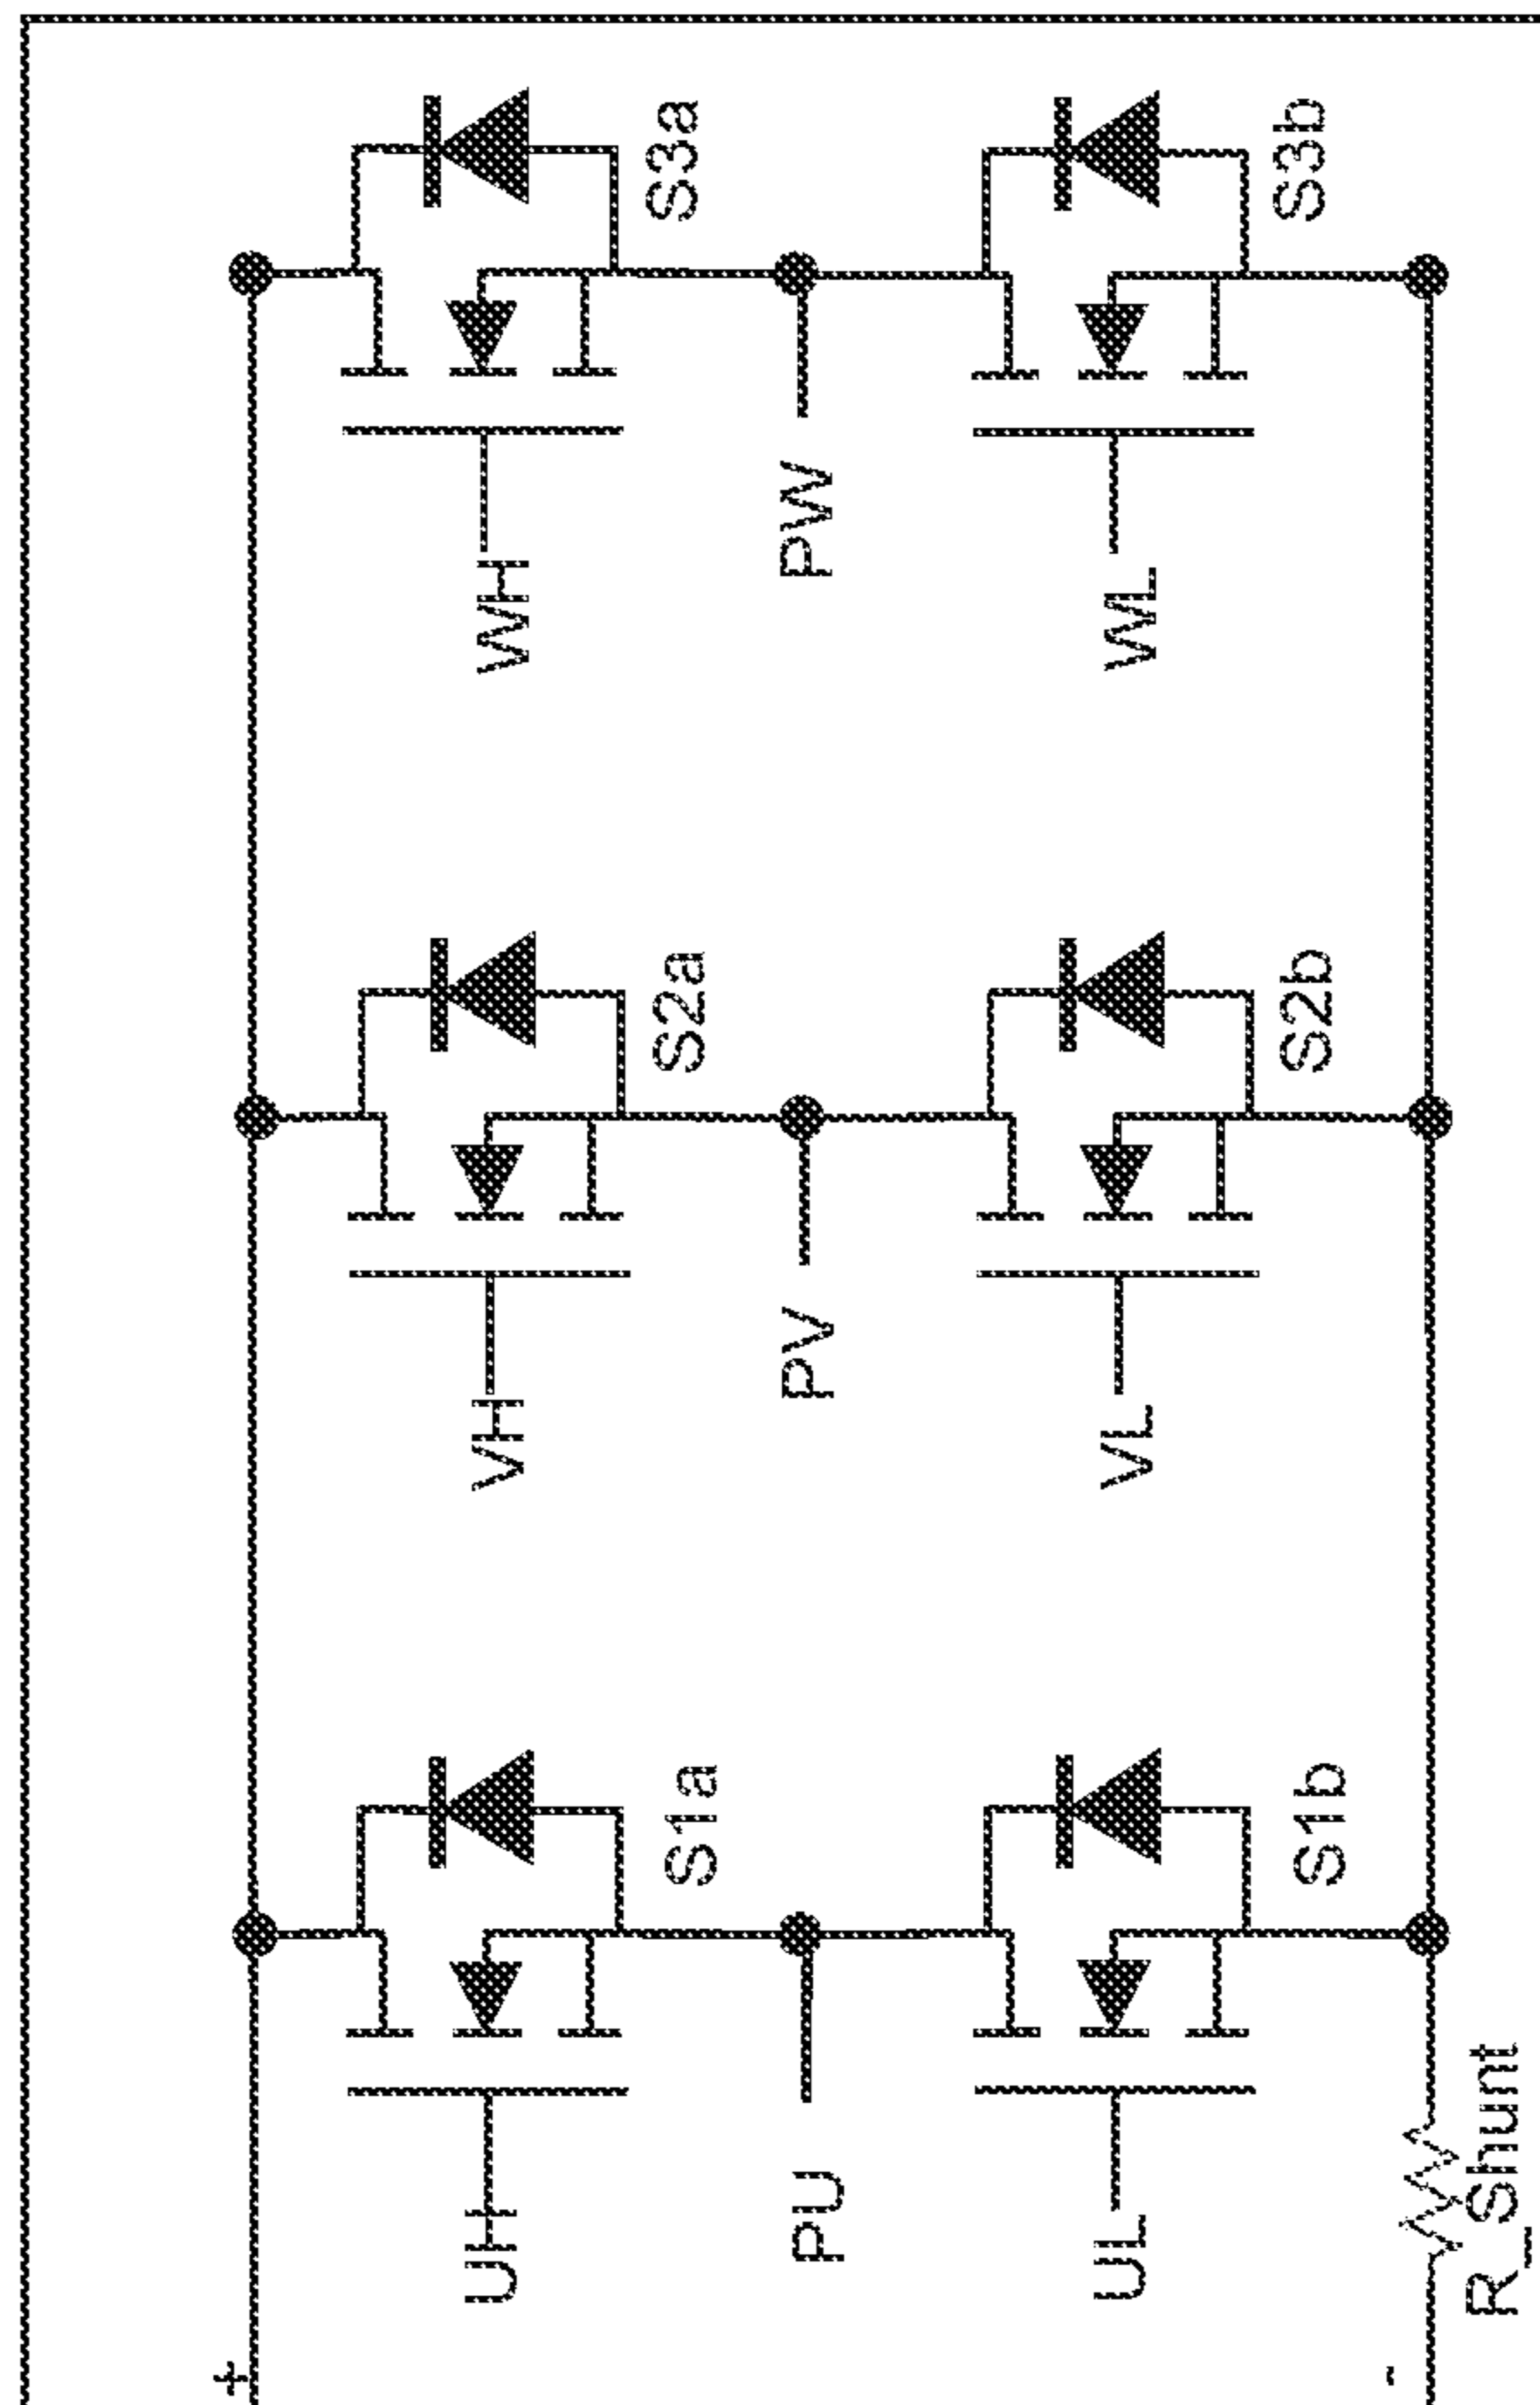 +
UH
S1a
VH
S2a
WH
S3a
PU
PV
PW
UL
S1b
VL
S2b
WL
S3b
-
R_Shunt